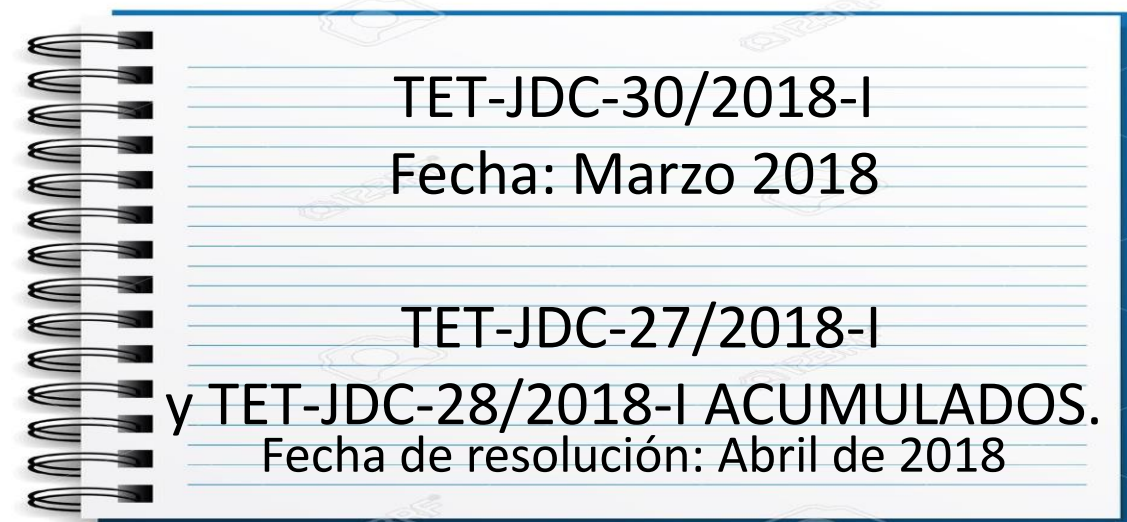 TET-JDC-30/2018-I
Fecha: Marzo 2018
TET-JDC-27/2018-I
y TET-JDC-28/2018-I ACUMULADOS.
Fecha de resolución: Abril de 2018